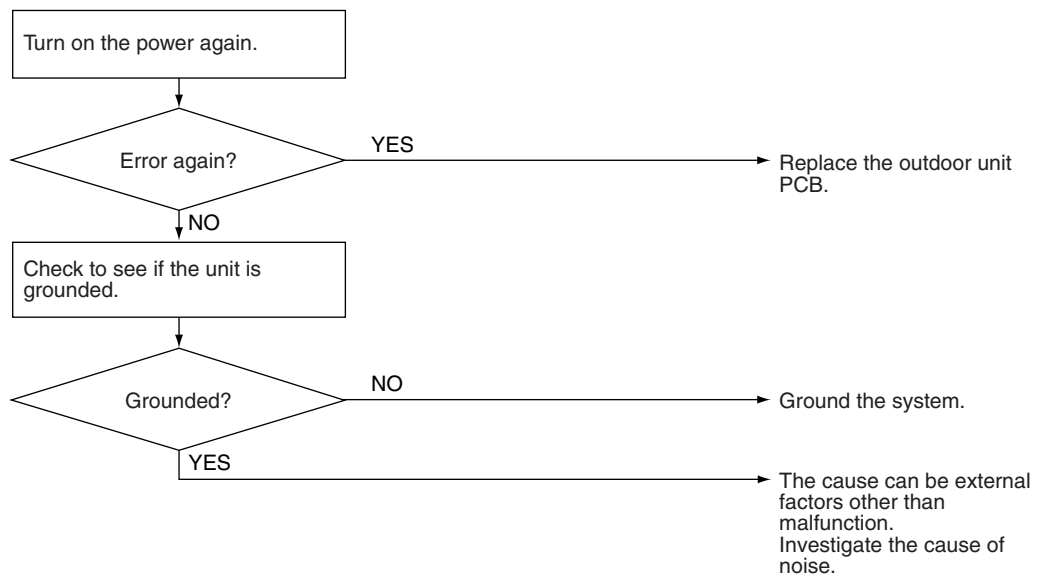 Turn on the power again.
Error again?
YES
Replace the outdoor unit
PCB.
NO
Check to see if the unit is
grounded.
Grounded?
NO
Ground the system.
YES
The cause can be external
factors other than
malfunction.
Investigate the cause of
noise.